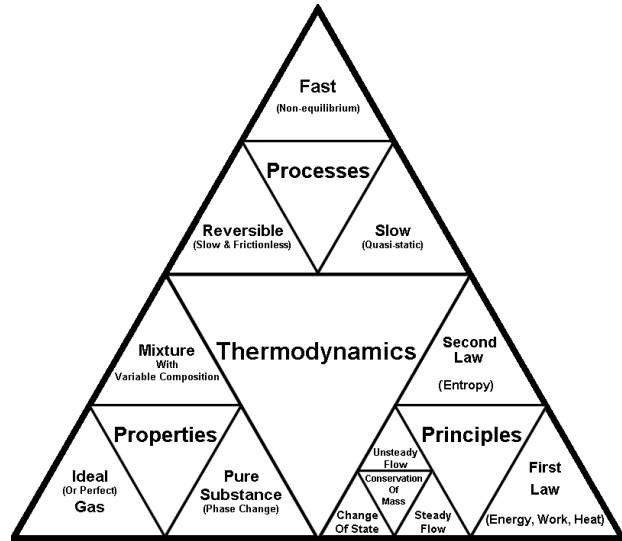 Fast
(Non-equilibrium)
Processes
Reversible
(Slow & Frictionless)
Slow
(Quasi-static)
Thermodynamics
Mixture
With
Variable Composition
Second
Law
(Entropy)
Properties
Principles
Ideal
(Or Perfect)
Gas
Pure
Substance
(Phase Change)
Unsteady
Flow
Conservation
Of
Mass
Change
Of State
Steady
Flow
First
Law
(Energy, Work, Heat)